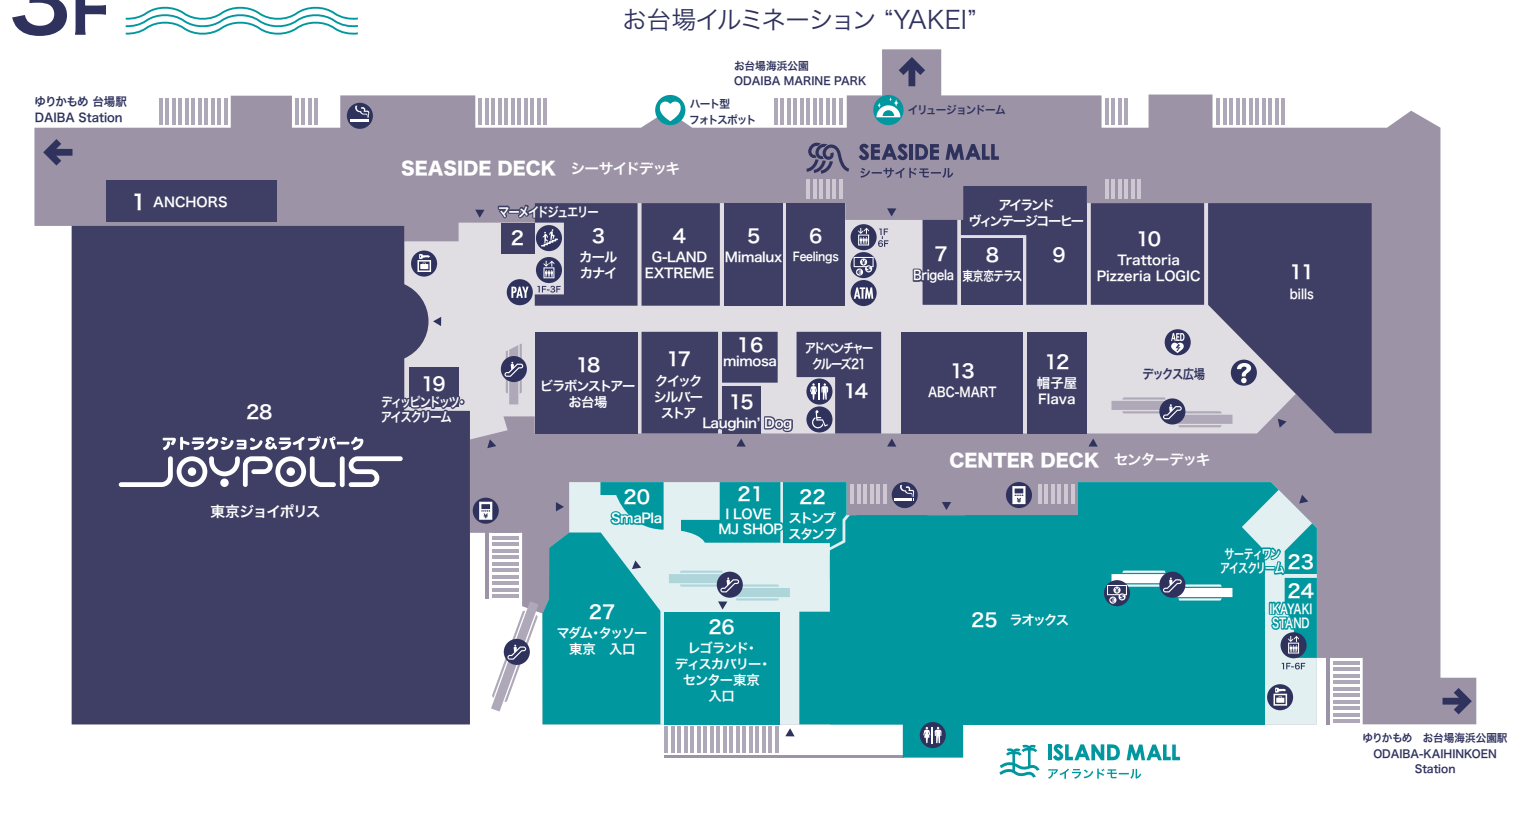 3F
お台場イルミネーション “YAKEI”
お台場海浜公園
ODAIBA MARINE PARK
ゆりかもめ 台場駅
DAIBA Station
ハート型
フォトスポット
イリュージョンドーム
SEASIDE DECK シーサイドデッキ
SEASIDE MALL
シーサイドモール
1 ANCHORS
マーメイドジュエリー
2
1F-3F
PAY
3
カール
カナイ
4
G-LAND
EXTREME
5
Mimalux
6
Feelings
1F
-
6F
ATM
7
Brigela
アイランド
ヴィンテージコーヒー
8
東京恋テラス
9
10
Trattoria
Pizzeria LOGIC
11
bills
AED
デックス広場
?
12
帽子屋
Flava
13
ABC-MART
アドベンチャー
クルーズ21
14
15
Laughin’ Dog
16
mimosa
17
クイック
シルバー
ストア
18
ビラボンストアー
お台場
19
ディッピンドッツ・
アイスクリーム
28
アトラクション&ライブパーク
JOYPOLIS
東京ジョイポリス
CENTER DECK センターデッキ
20
SmaPla
21
I LOVE
MJ SHOP
22
ストンプ
スタンプ
サーティワン
アイスクリーム
23
24
IKAYAKI
STAND
1F-6F
25 ラオックス
26
レゴランド・
ディスカバリー・
センター東京
入口
27
マダム・タッソー
東京 入口
ISLAND MALL
アイランドモール
ゆりかもめ お台場海浜公園駅
ODAIBA-KAIHINKOEN
Station